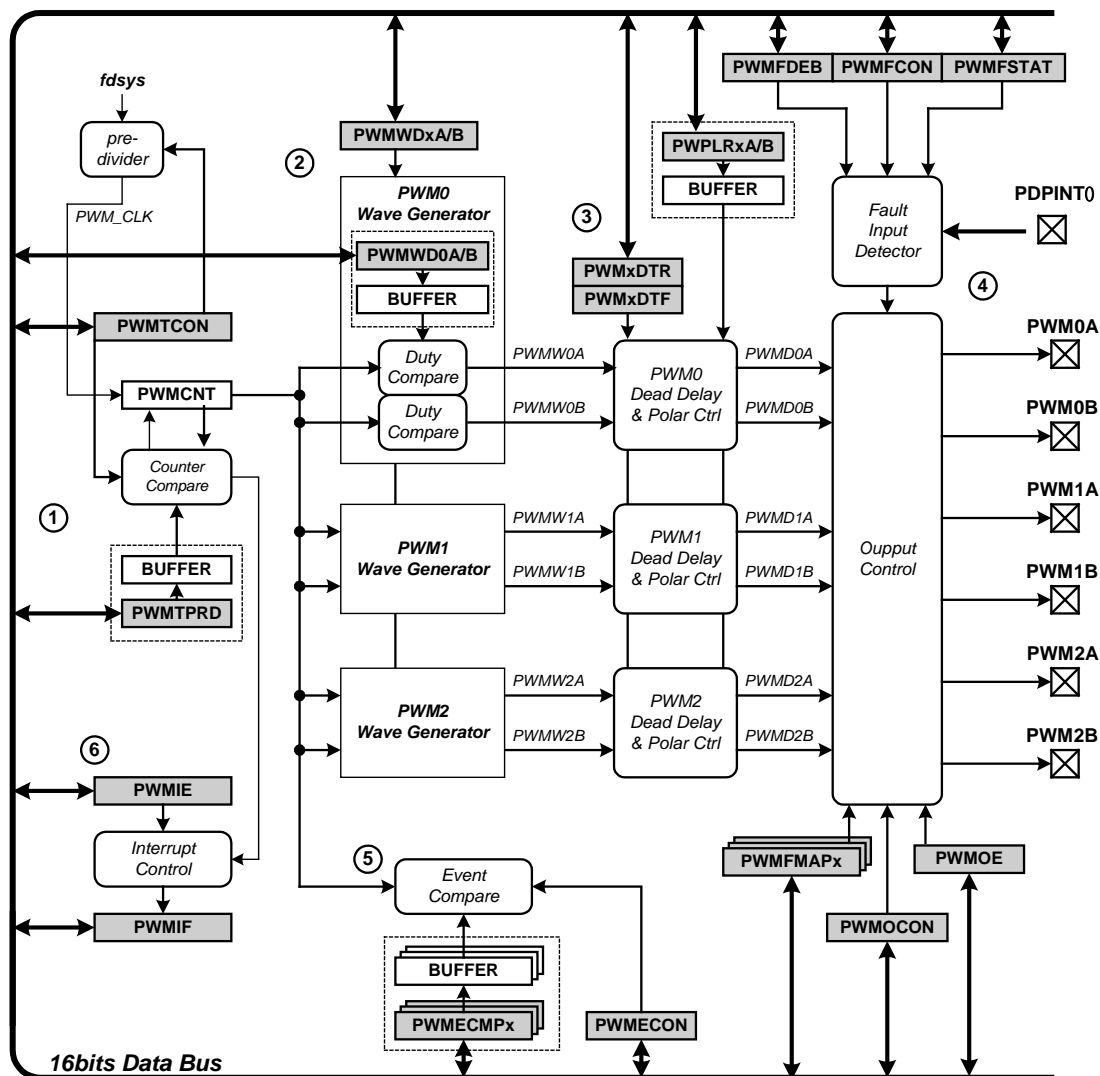 PWMFDEB
PWMFCON
PWMFSTAT
fdsys
pre-
divider
PWMWDxA/B
PWPLRxA/B
BUFFER
2
PWM0
Wave Generator
PWM_CLK
3
Fault
Input
Detector
PDPINT()
PWMWD0A/B
BUFFER
PWMxDTR
PWMxDTF
4
PWMTCON
Duty
Compare
PWMW0A
PWM0
Dead Delay
& Polar Ctrl
PWMD0A
PWM0A
PWMCNT
Duty
Compare
PWMW0B
PWMD0B
PWM0B
Counter
Compare
1
PWM1
Wave Generator
PWMW1A
PWMW1B
PWM1
Dead Delay
& Polar Ctrl
PWMD1A
PWMD1B
Oupput
Control
PWM1A
PWM1B
BUFFER
PWMTPRD
PWM2
Wave Generator
PWMW2A
PWMW2B
PWM2
Dead Delay
& Polar Ctrl
PWMD2A
PWMD2B
PWM2A
PWM2B
6
PWMIE
Interrupt
Control
PWMIF
5
Event
Compare
BUFFER
PWMECMPx
PWMECON
PWMFMAPx
PWMOE
PWMOCON
16bits Data Bus